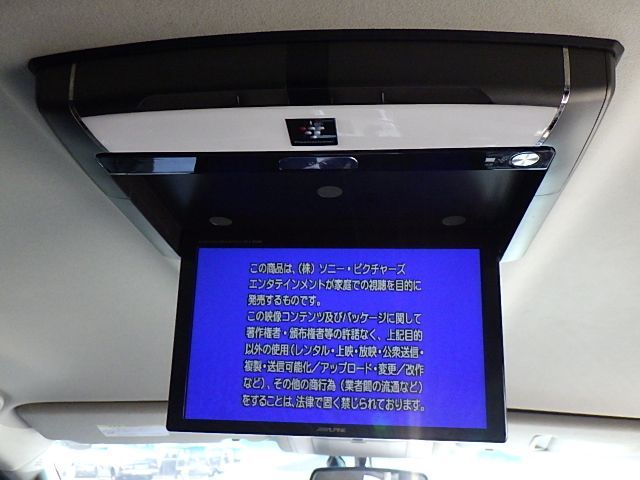 この商品は、(株)ソニー・ピクチャーズ
エンタテインメントが家庭での視聴を目的に
発売するものです。
この映像コンテンツ及びパッケージに関して
著作権者・頒布権者等の許諾なく、上記目的
以外の使用(レンタル・上映・放映・公衆送信・
複製・送信可能化/アップロード・変更/改作
など)、その他の商行為(業者間の流通など)
をすることは、法律で固く禁じられております。
ALPINE